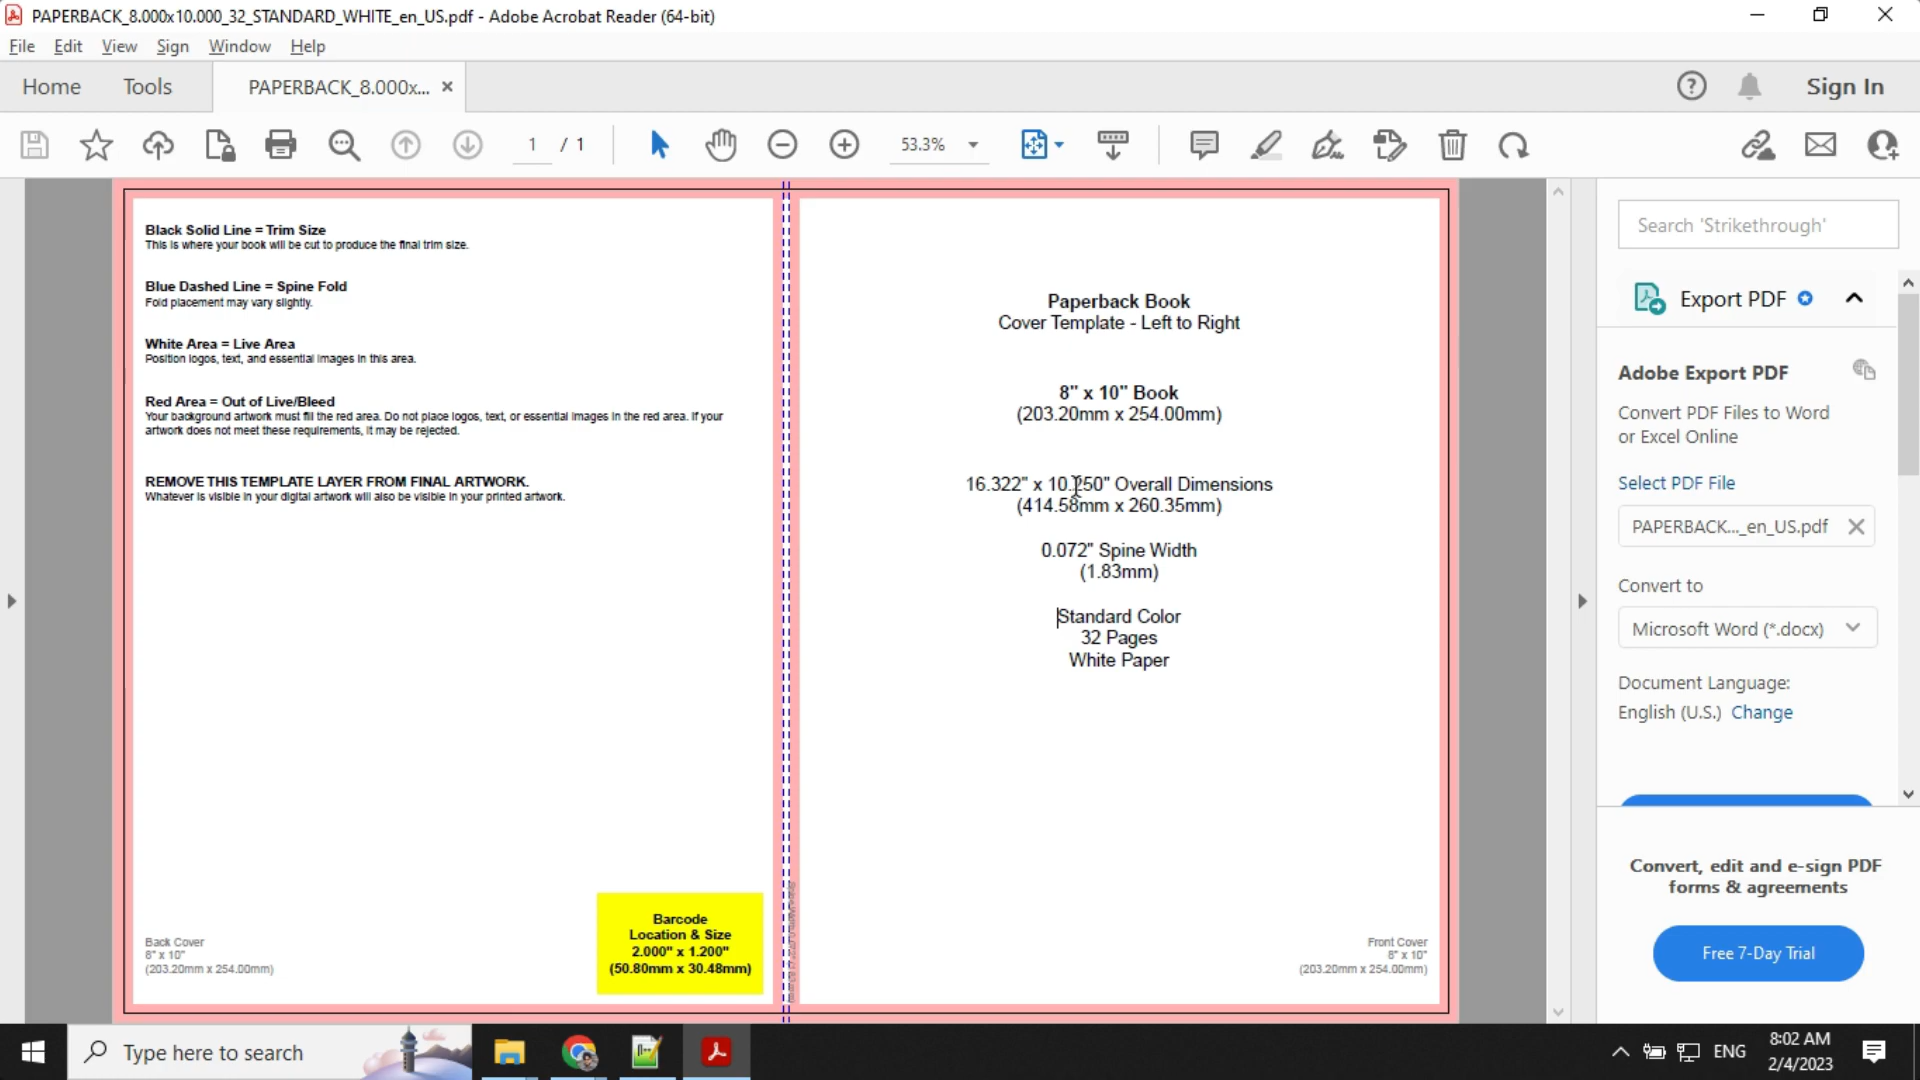 PAPERBACK_8.000x10.000_32_STANDARD_WHITE_en_US.pdf - Adobe Acrobat Reader (64-bit)
File Edit View Sign Window Help
Home Tools PAPERBACK_8.000x... Sign In
1 / 1 53.3%
Black Solid Line = Trim Size
This is where your book will be cut to produce the final trim size.
Blue Dashed Line = Spine Fold
Fold placement may vary slightly.
White Area = Live Area
Position logos, text, and essential images in this area.
Red Area = Out of Live/Bleed
Your background artwork must fill the red area. Do not place logos, text, or essential images in the red area. If your
artwork does not meet these requirements, it may be rejected.
REMOVE THIS TEMPLATE LAYER FROM FINAL ARTWORK.
Whatever is visible in your digital artwork will also be visible in your printed artwork.
Back Cover
8" x 10"
(203.20mm x 254.00mm)
Barcode
Location & Size
2.000" x 1.200"
(50.80mm x 30.48mm)
Paperback Book
Cover Template - Left to Right
8" x 10" Book
(203.20mm x 254.00mm)
16.322" x 10.250" Overall Dimensions
(414.58mm x 260.35mm)
0.072" Spine Width
(1.83mm)
Standard Color
32 Pages
White Paper
Front Cover
8" x 10"
(203.20mm x 254.00mm)
Search 'Strikethrough'
Export PDF
Adobe Export PDF
Convert PDF Files to Word
or Excel Online
Select PDF File
PAPERBACK..._en_US.pdf
Convert to
Microsoft Word (*.docx)
Document Language:
English (U.S.) Change
Convert, edit and e-sign PDF
forms & agreements
Free 7-Day Trial
Type here to search
ENG
8:02 AM
2/4/2023